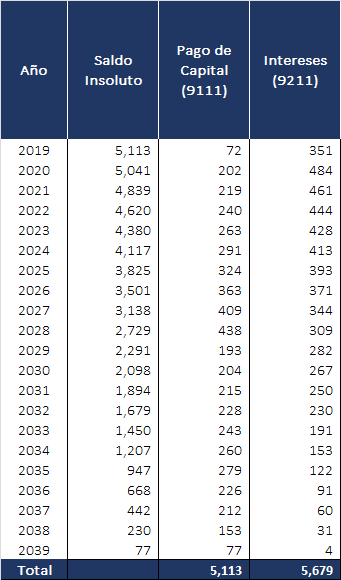 Año Saldo Insoluto Pago de Capital (9111) Intereses (9211)
2019 5,113 72 351
2020 5,041 202 484
2021 4,839 219 461
2022 4,620 240 444
2023 4,380 263 428
2024 4,117 291 413
2025 3,825 324 393
2026 3,501 363 371
2027 3,138 409 344
2028 2,729 438 309
2029 2,291 193 282
2030 2,098 204 267
2031 1,894 215 250
2032 1,679 228 230
2033 1,450 243 191
2034 1,207 260 153
2035 947 279 122
2036 668 226 91
2037 442 212 60
2038 230 153 31
2039 77 77 4
Total 5,113 5,679